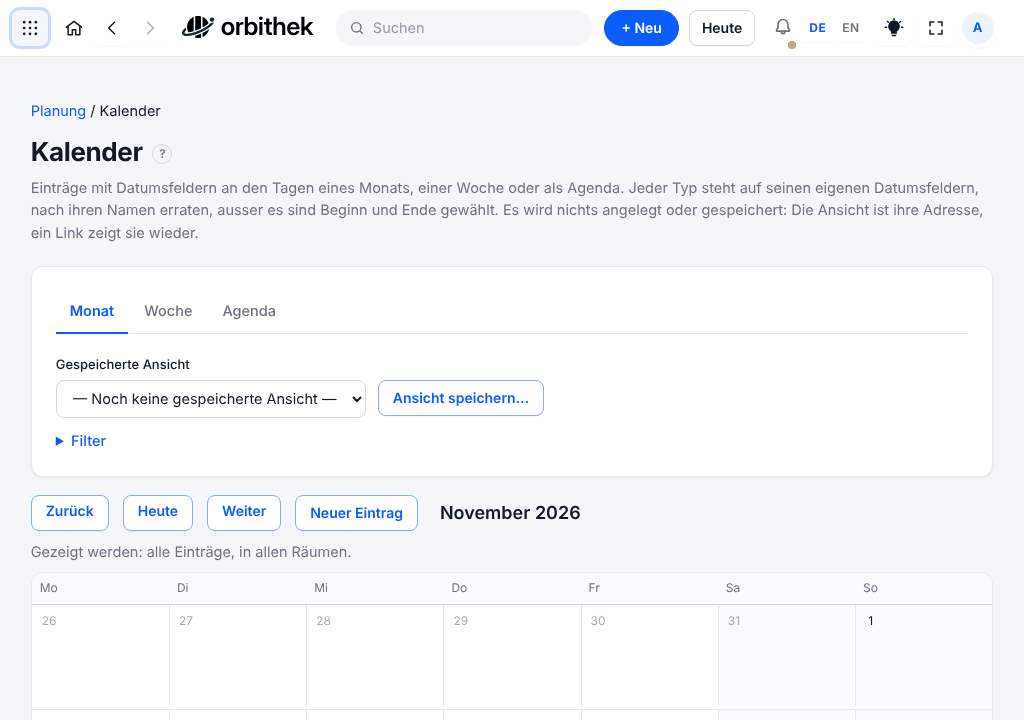 orbithek
Suchen
+ Neu
Heute
DE
EN
A
Planung / Kalender
Kalender ?
Einträge mit Datumsfeldern an den Tagen eines Monats, einer Woche oder als Agenda. Jeder Typ steht auf seinen eigenen Datumsfeldern,
nach ihren Namen erraten, ausser es sind Beginn und Ende gewählt. Es wird nichts angelegt oder gespeichert: Die Ansicht ist ihre Adresse,
ein Link zeigt sie wieder.
Monat Woche Agenda
Gespeicherte Ansicht
— Noch keine gespeicherte Ansicht —
Ansicht speichern…
Filter
Zurück Heute Weiter Neuer Eintrag November 2026
Gezeigt werden: alle Einträge, in allen Räumen.
Mo Di Mi Do Fr Sa So
26 27 28 29 30 31 1